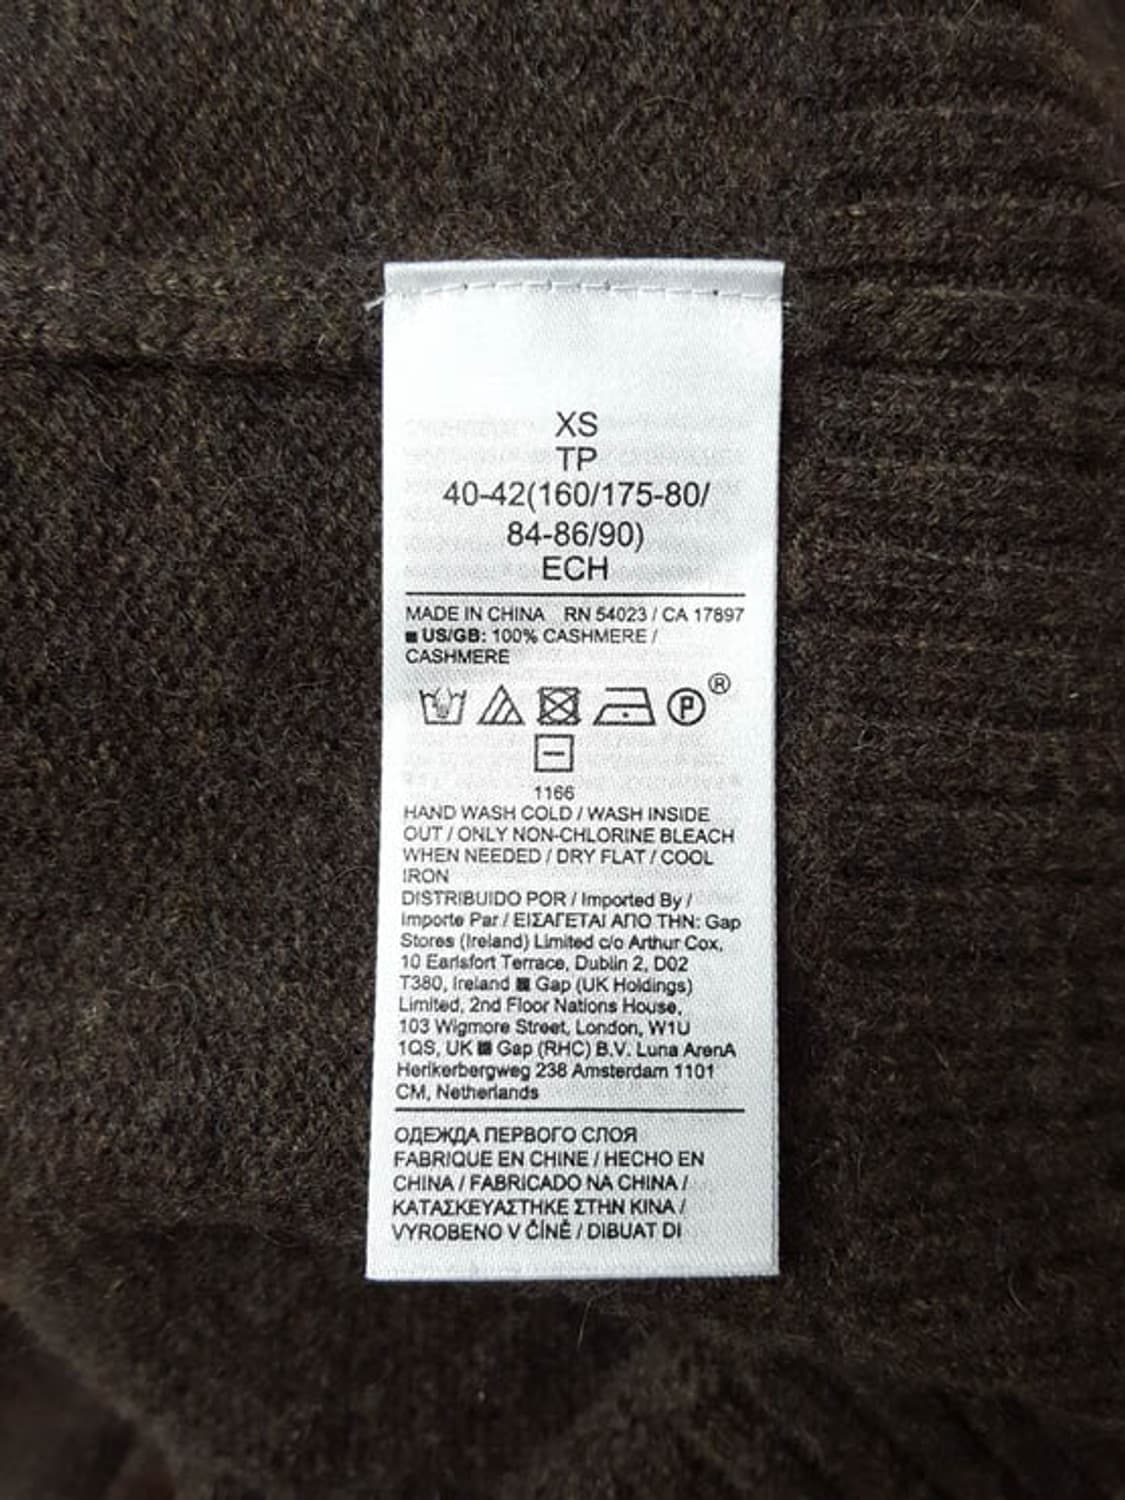 XS
TP
40-42(160/175-80/
84-86/90)
ECH
MADE IN CHINA RN 54023 / CA 17897
■ US/GB: 100% CASHMERE /
CASHMERE
P ®
1166
HAND WASH COLD / WASH INSIDE
OUT / ONLY NON-CHLORINE BLEACH
WHEN NEEDED / DRY FLAT / COOL
IRON
DISTRIBUIDO POR / Imported By /
Importe Par / ΕΙΣΑΓΕΤΑΙ ΑΠΟ ΤΗΝ: Gap
Stores (Ireland) Limited c/o Arthur Cox,
10 Earlsfort Terrace, Dublin 2, D02
T380, Ireland ■ Gap (UK Holdings)
Limited, 2nd Floor Nations House,
103 Wigmore Street, London, W1U
1QS, UK ■ Gap (RHC) B.V. Luna ArenA
Herikerbergweg 238 Amsterdam 1101
CM, Netherlands
ОДЕЖДА ПЕРВОГО СЛОЯ
FABRIQUE EN CHINE / HECHO EN
CHINA / FABRICADO NA CHINA /
ΚΑΤΑΣΚΕΥΑΣΤΗΚΕ ΣΤΗΝ ΚΙΝΑ /
VYROBENO V ČÍNĚ / DIBUAT DI